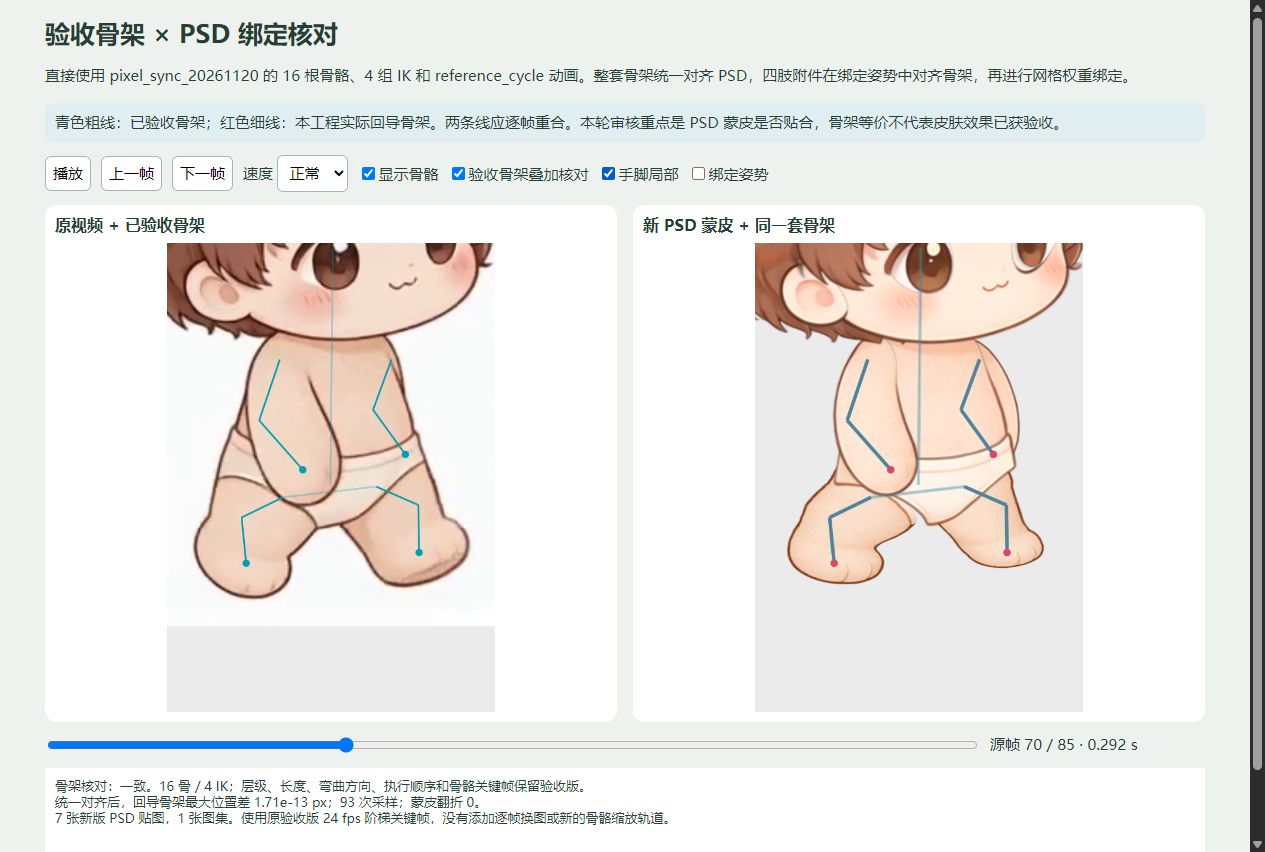 验收骨架 × PSD 绑定核对
直接使用 pixel_sync_20261120 的 16 根骨骼、4 组 IK 和 reference_cycle 动画。整套骨架统一对齐 PSD，四肢附件在绑定姿势中对齐骨架，再进行网格权重绑定。
青色粗线：已验收骨架；红色细线：本工程实际回导骨架。两条线应逐帧重合。本轮审核重点是 PSD 蒙皮是否贴合，骨架等价不代表皮肤效果已获验收。
播放 上一帧 下一帧 速度 正常 显示骨骼 验收骨架叠加核对 手脚局部 绑定姿势
原视频 + 已验收骨架
新 PSD 蒙皮 + 同一套骨架
源帧 70 / 85 · 0.292 s
骨架核对：一致。16 骨 / 4 IK；层级、长度、弯曲方向、执行顺序和骨骼关键帧保留验收版。
统一对齐后，回导骨架最大位置差 1.71e-13 px；93 次采样；蒙皮翻折 0。
7 张新版 PSD 贴图，1 张图集。使用原验收版 24 fps 阶梯关键帧，没有添加逐帧换图或新的骨骼缩放轨道。